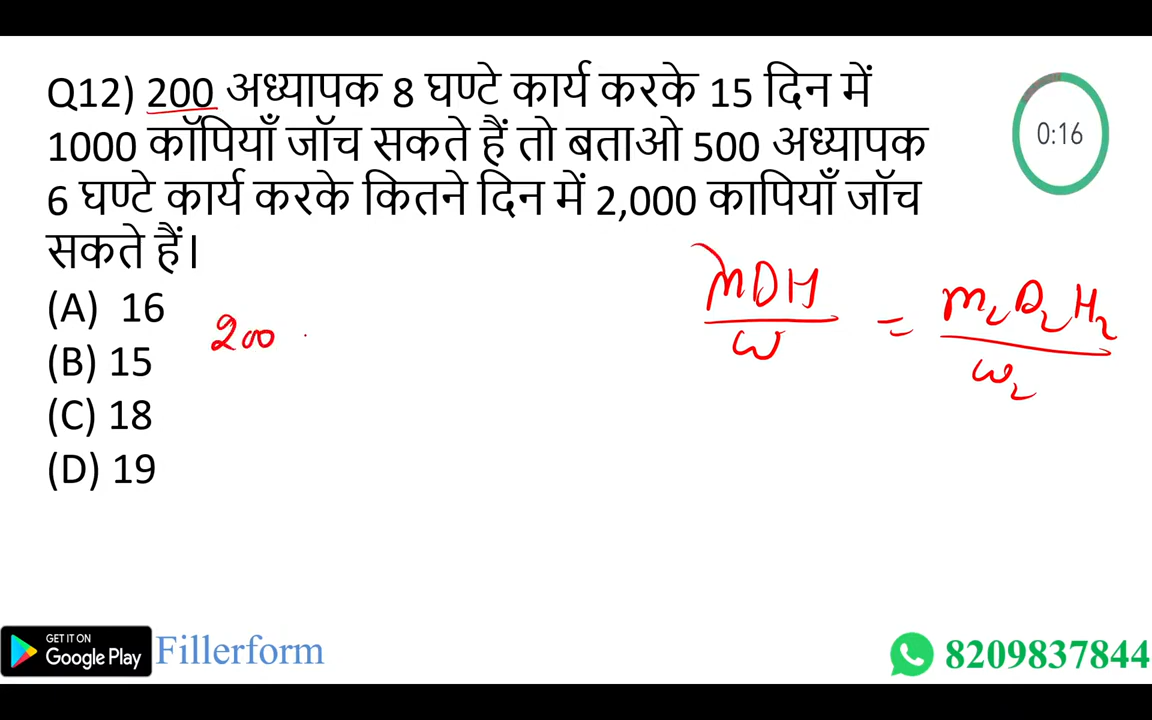 Q12) 200 अध्यापक 8 घण्टे कार्य करके 15 दिन में
1000 कॉपियाँ जॉच सकते हैं तो बताओ 500 अध्यापक
6 घण्टे कार्य करके कितने दिन में 2,000 कापियाँ जॉच
सकते हैं।
(A) 16
(B) 15
(C) 18
(D) 19
0:16
200
MDH
w
=
M₂D₂H₂
w₂
GET IT ON
Google Play
Fillerform
8209837844